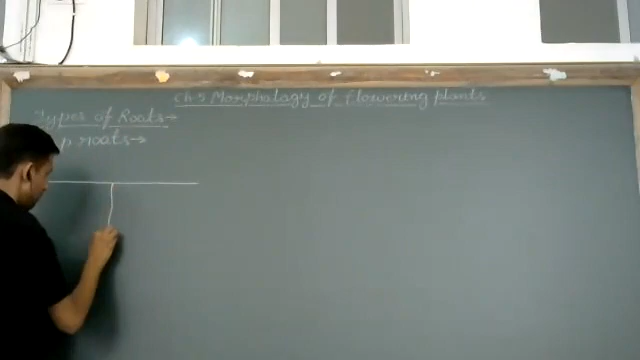 Ch 5 Morphology of Flowering plants
Types of Roots→
p roots→